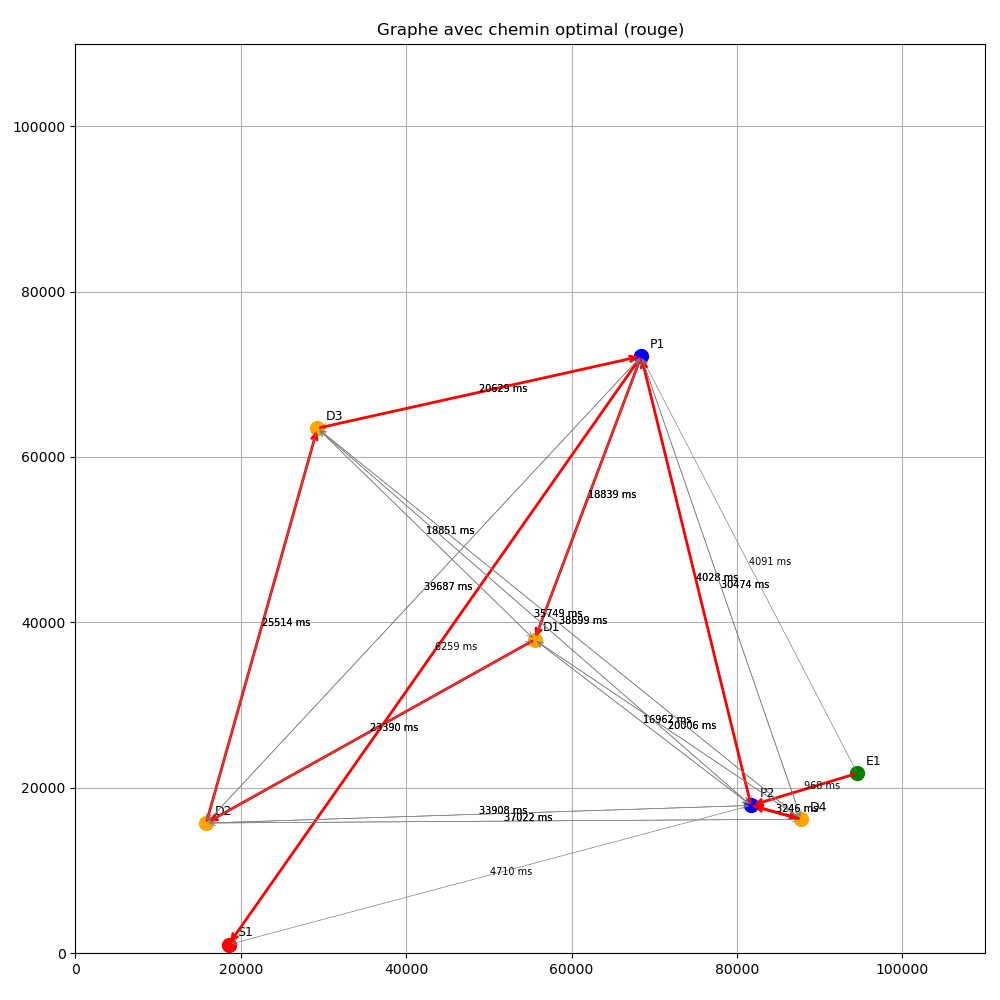 Graphe avec chemin optimal (rouge)
100000
80000
P1
20629 ms
D3
60000
18839 ms
18851 ms
4091 ms
4028 ms
30474 ms
39687 ms
40000
25514 ms
35749 ms
38699 ms
D1
6259 ms
16962 ms
20006 ms
23390 ms
E1
20000
968 ms
P2
D4
3246 ms
D2
33908 ms
37022 ms
4710 ms
S1
0
0 20000 40000 60000 80000 100000